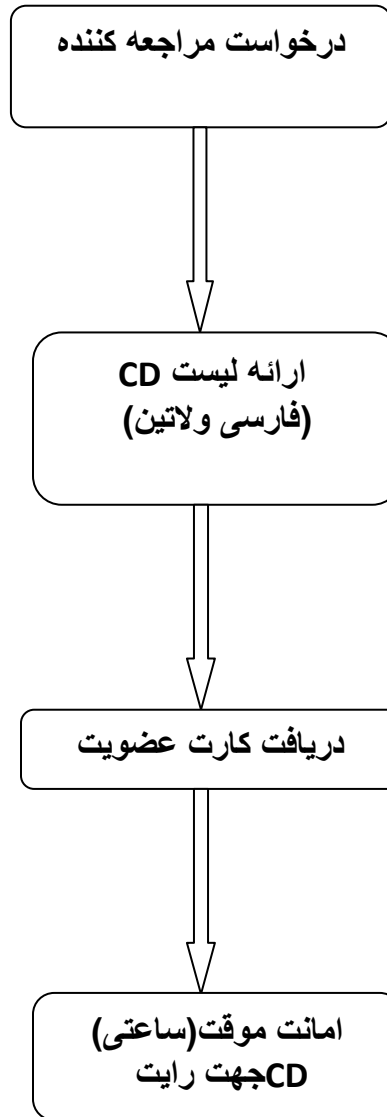 درخواست مراجعه کننده
ارائه لیست CD
(فارسی ولاتین)
دریافت کارت عضویت
امانت موقت(ساعتی)
CDجهت رایت